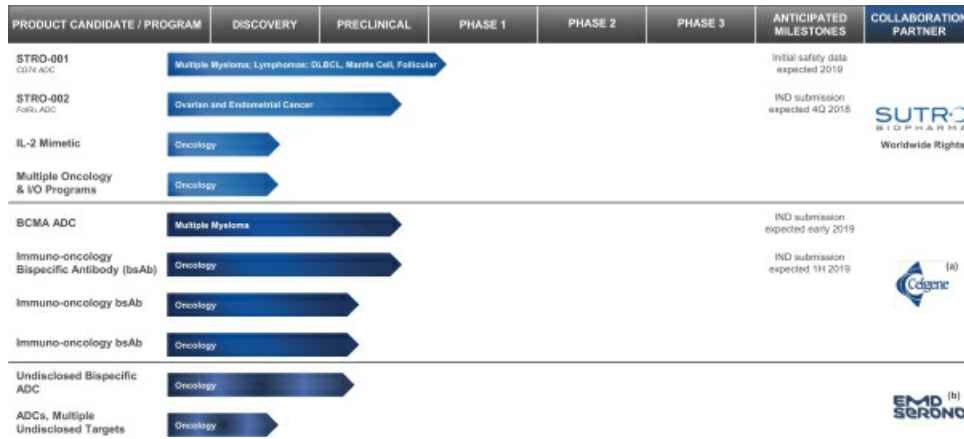 PRODUCT CANDIDATE / PROGRAM DISCOVERY PRECLINICAL PHASE 1 PHASE 2 PHASE 3 ANTICIPATED MILESTONES COLLABORATION PARTNER
STRO-001
CD74 ADC
Multiple Myeloma; Lymphomas: DLBCL, Mantle Cell, Follicular
Initial safety data
expected 2019
STRO-002
FolRα ADC
Ovarian and Endometrial Cancer
IND submission
expected 4Q 2018
SUTRO
BIOPHARMA
Worldwide Rights
IL-2 Mimetic
Oncology
Multiple Oncology
& I/O Programs
Oncology
BCMA ADC
Multiple Myeloma
IND submission
expected early 2019
Immuno-oncology
Bispecific Antibody (bsAb)
Oncology
IND submission
expected 1H 2019
(a)
Celgene
Immuno-oncology bsAb
Oncology
Immuno-oncology bsAb
Oncology
Undisclosed Bispecific
ADC
Oncology
(b)
EMD
SERONO
ADCs, Multiple
Undisclosed Targets
Oncology